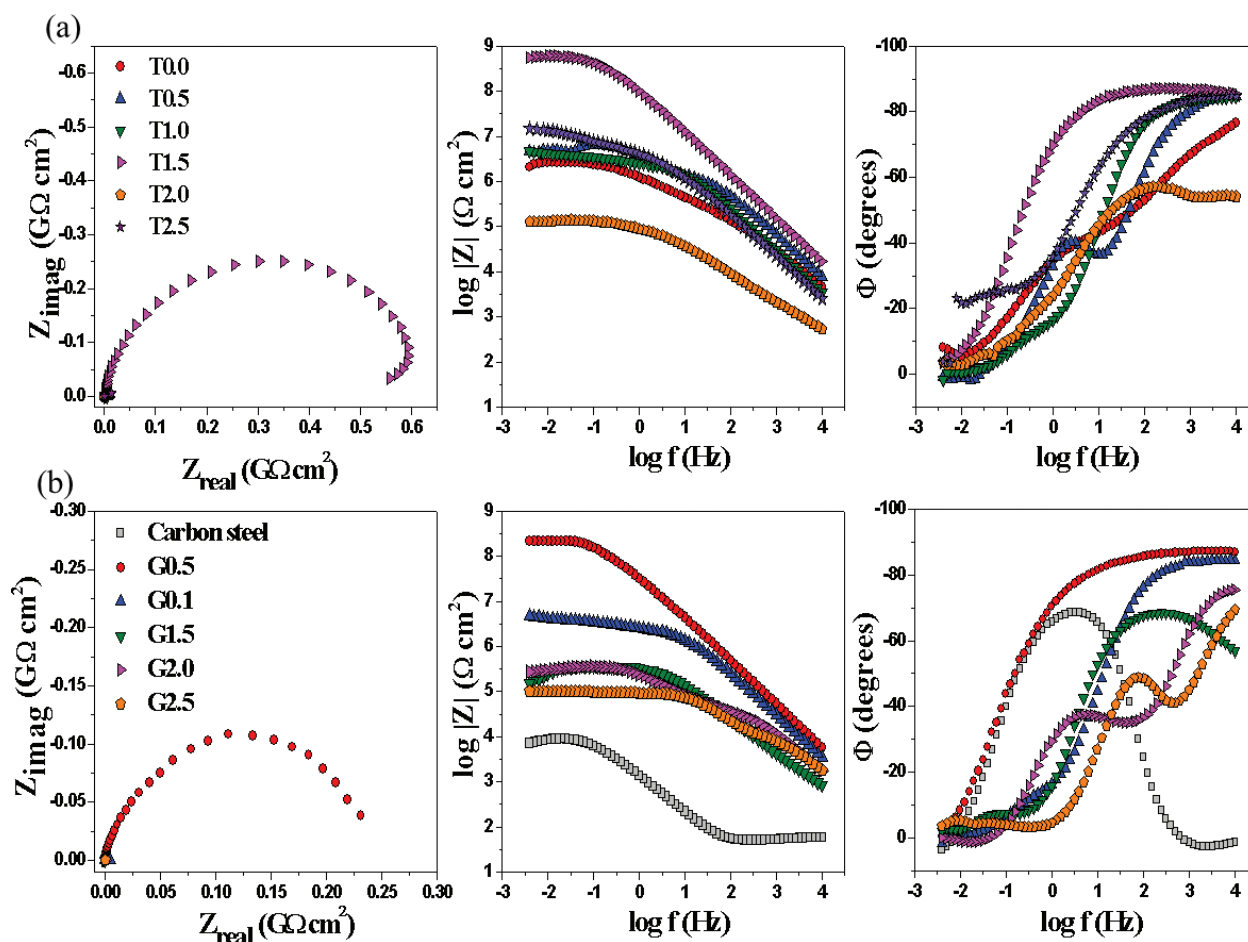 (a)
-0.6
-0.5
-0.4
-0.3
-0.2
-0.1
0.0
Zimag (GΩ cm²)
T0.0
T0.5
T1.0
T1.5
T2.0
T2.5
0.0 0.1 0.2 0.3 0.4 0.5 0.6
Zreal (GΩ cm²)
9
8
7
6
5
4
3
2
1
log |Z| (Ω cm²)
-3 -2 -1 0 1 2 3 4
log f (Hz)
-100
-80
-60
-40
-20
0
Φ (degrees)
-3 -2 -1 0 1 2 3 4
log f (Hz)
(b)
-0.30
-0.25
-0.20
-0.15
-0.10
-0.05
0.00
Zimag (GΩ cm²)
Carbon steel
G0.5
G0.1
G1.5
G2.0
G2.5
0.00 0.05 0.10 0.15 0.20 0.25 0.30
Zreal (GΩ cm²)
9
8
7
6
5
4
3
2
1
log |Z| (Ω cm²)
-3 -2 -1 0 1 2 3 4
log f (Hz)
-100
-80
-60
-40
-20
0
Φ (degrees)
-3 -2 -1 0 1 2 3 4
log f (Hz)